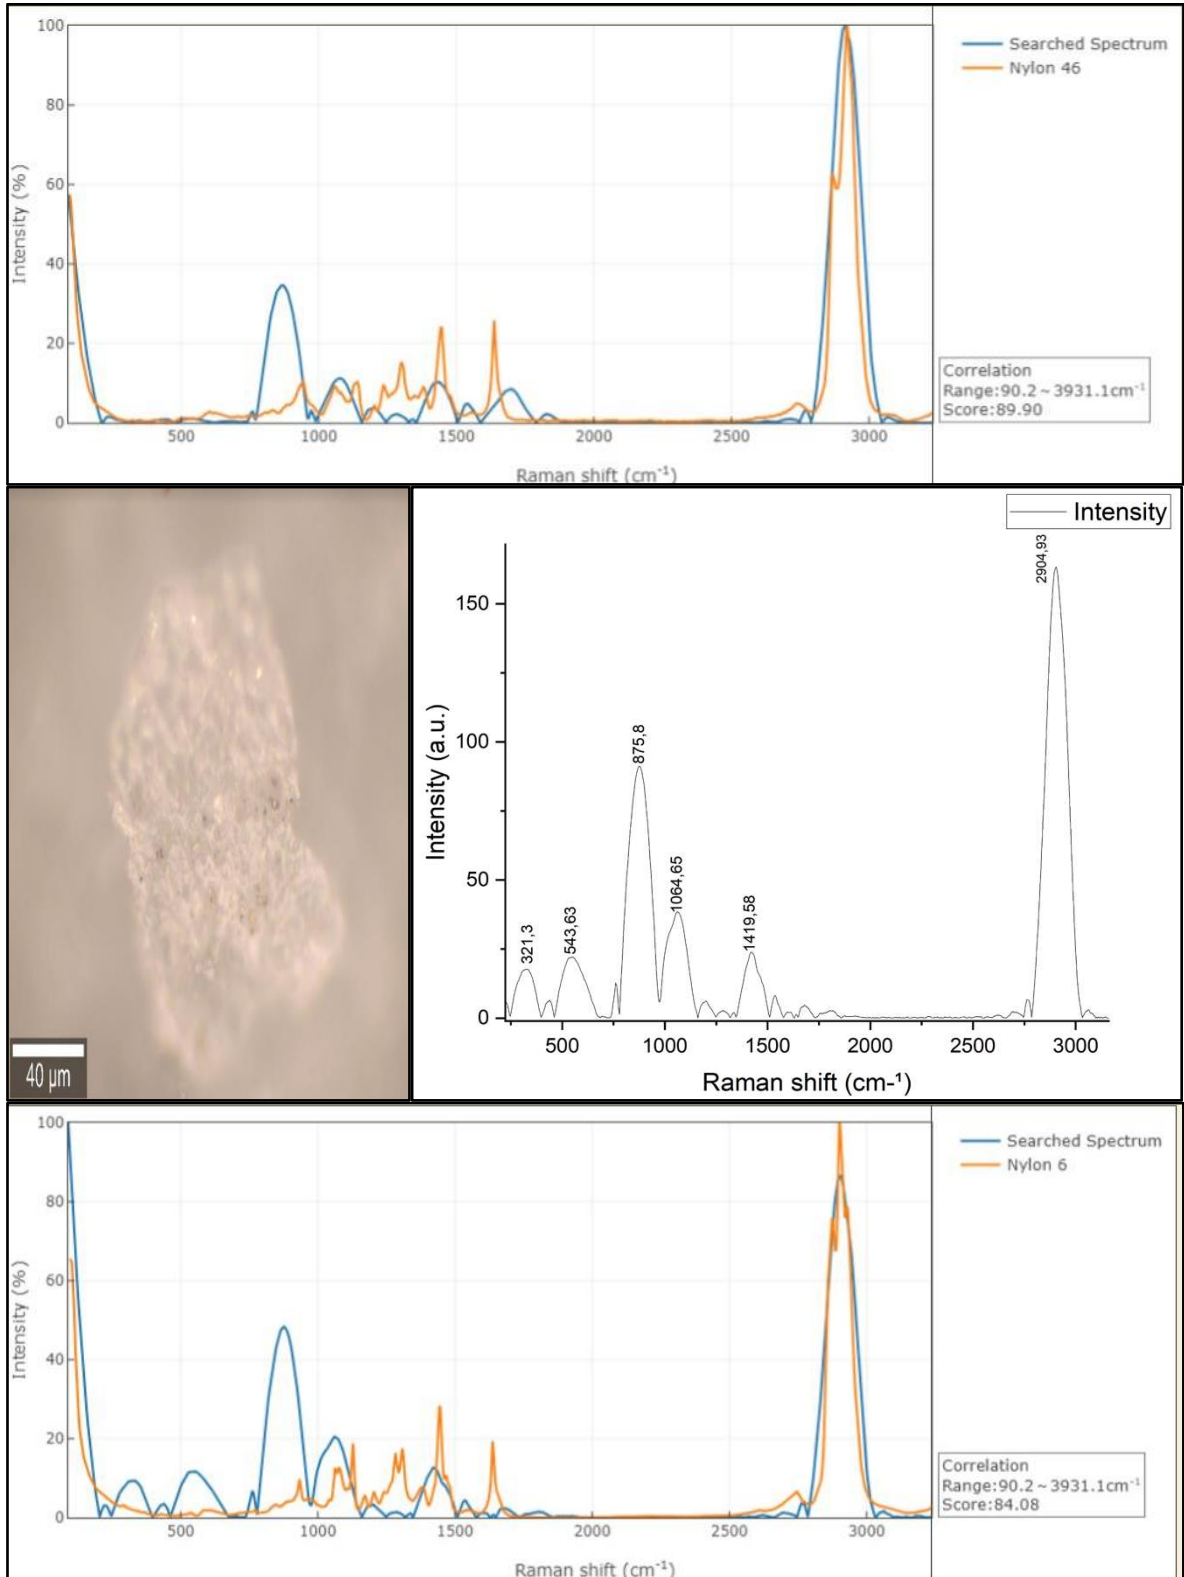 100
80
60
40
20
0
Intensity (%)
500
1000
1500
2000
2500
3000
Raman shift (cm⁻¹)
Searched Spectrum
Nylon 46
Correlation
Range:90.2 ~ 3931.1cm⁻¹
Score:89.90
40 µm
Intensity
150
100
50
0
Intensity (a.u.)
321,3
543,63
875,8
1064,65
1419,58
2904,93
500
1000
1500
2000
2500
3000
Raman shift (cm-¹)
100
80
60
40
20
0
Intensity (%)
500
1000
1500
2000
2500
3000
Raman shift (cm⁻¹)
Searched Spectrum
Nylon 6
Correlation
Range:90.2 ~ 3931.1cm⁻¹
Score:84.08